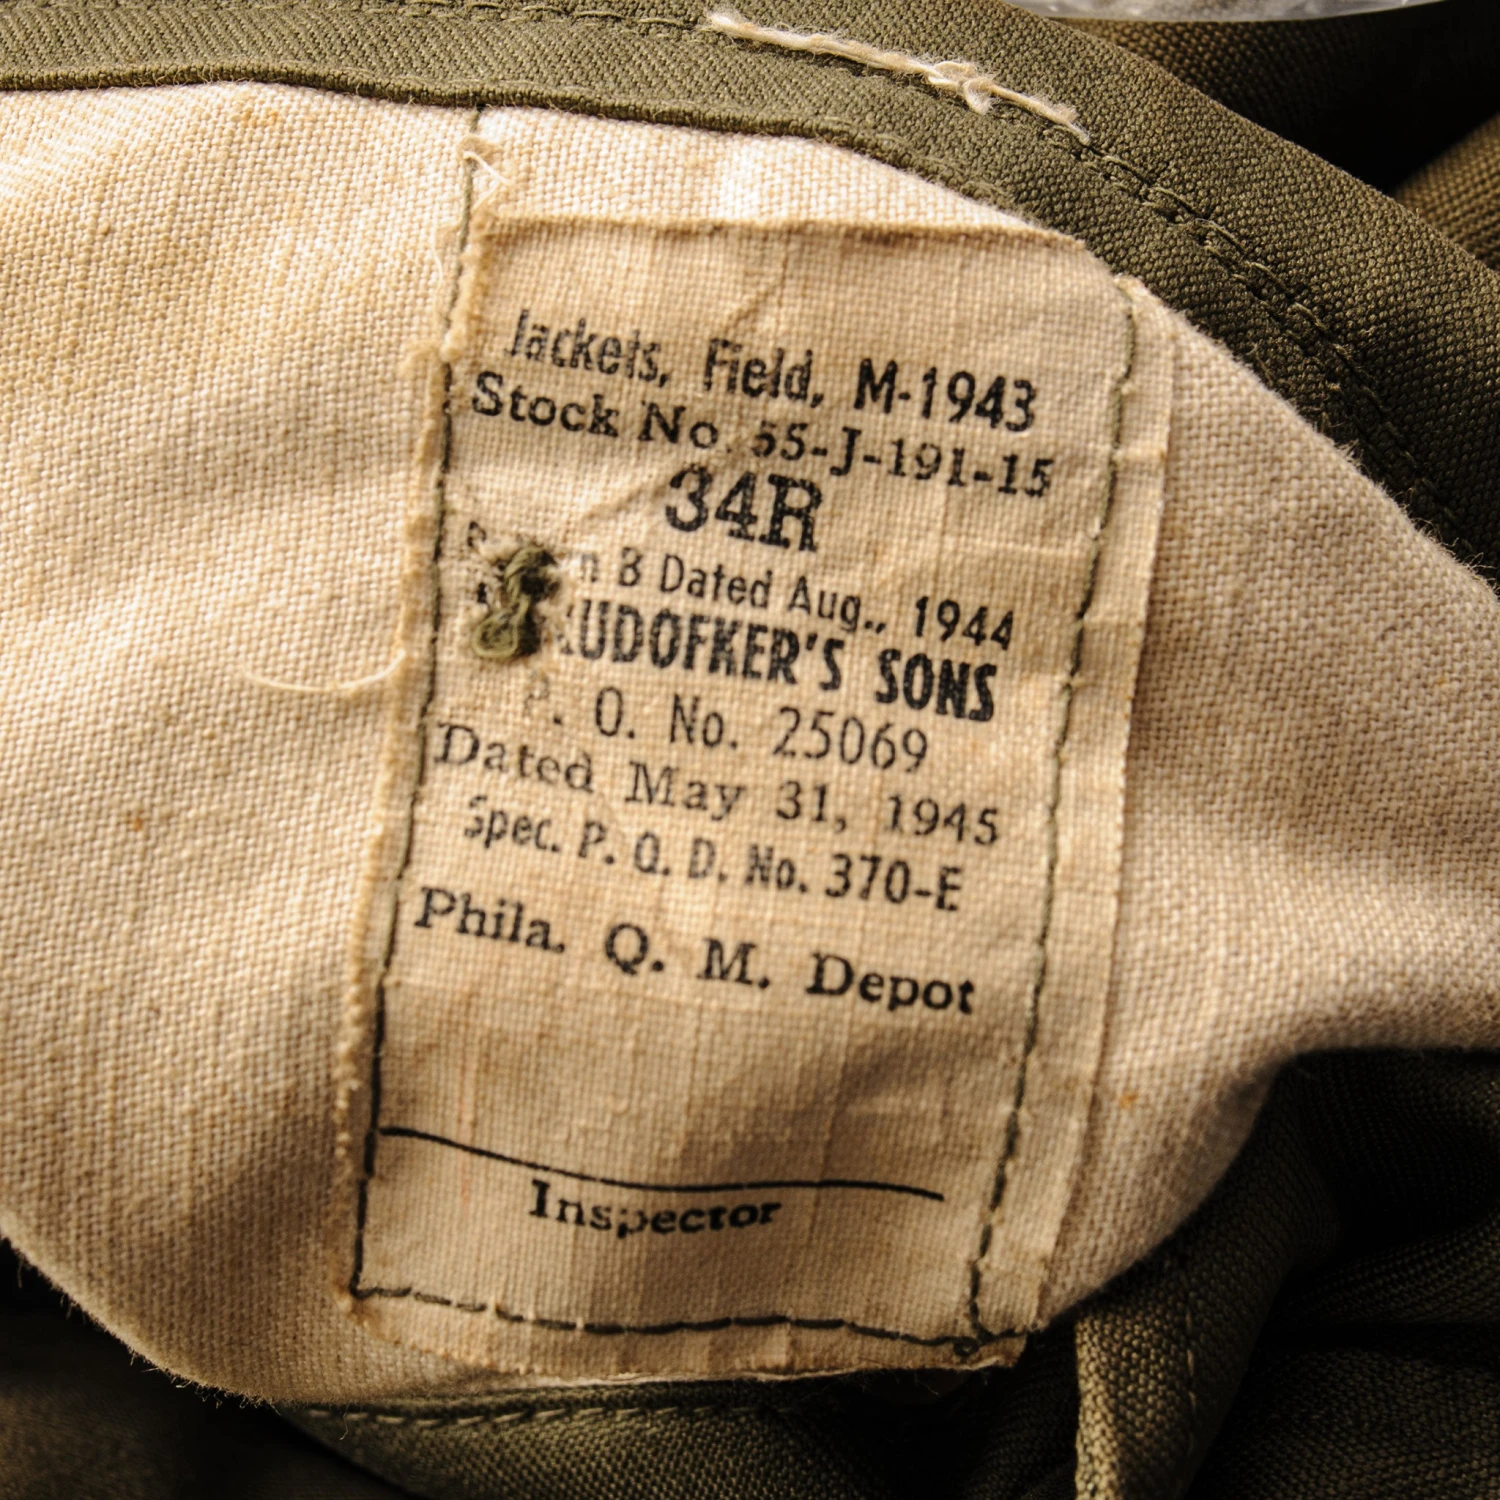 Jackets, Field, M-1943
Stock No. 55-J-191-15
34R
B Dated Aug., 1944
RUDOFKER'S SONS
P. O. No. 25069
Dated May 31, 1945
Spec. P. Q. D. No. 370-E
Phila. Q. M. Depot
Inspector